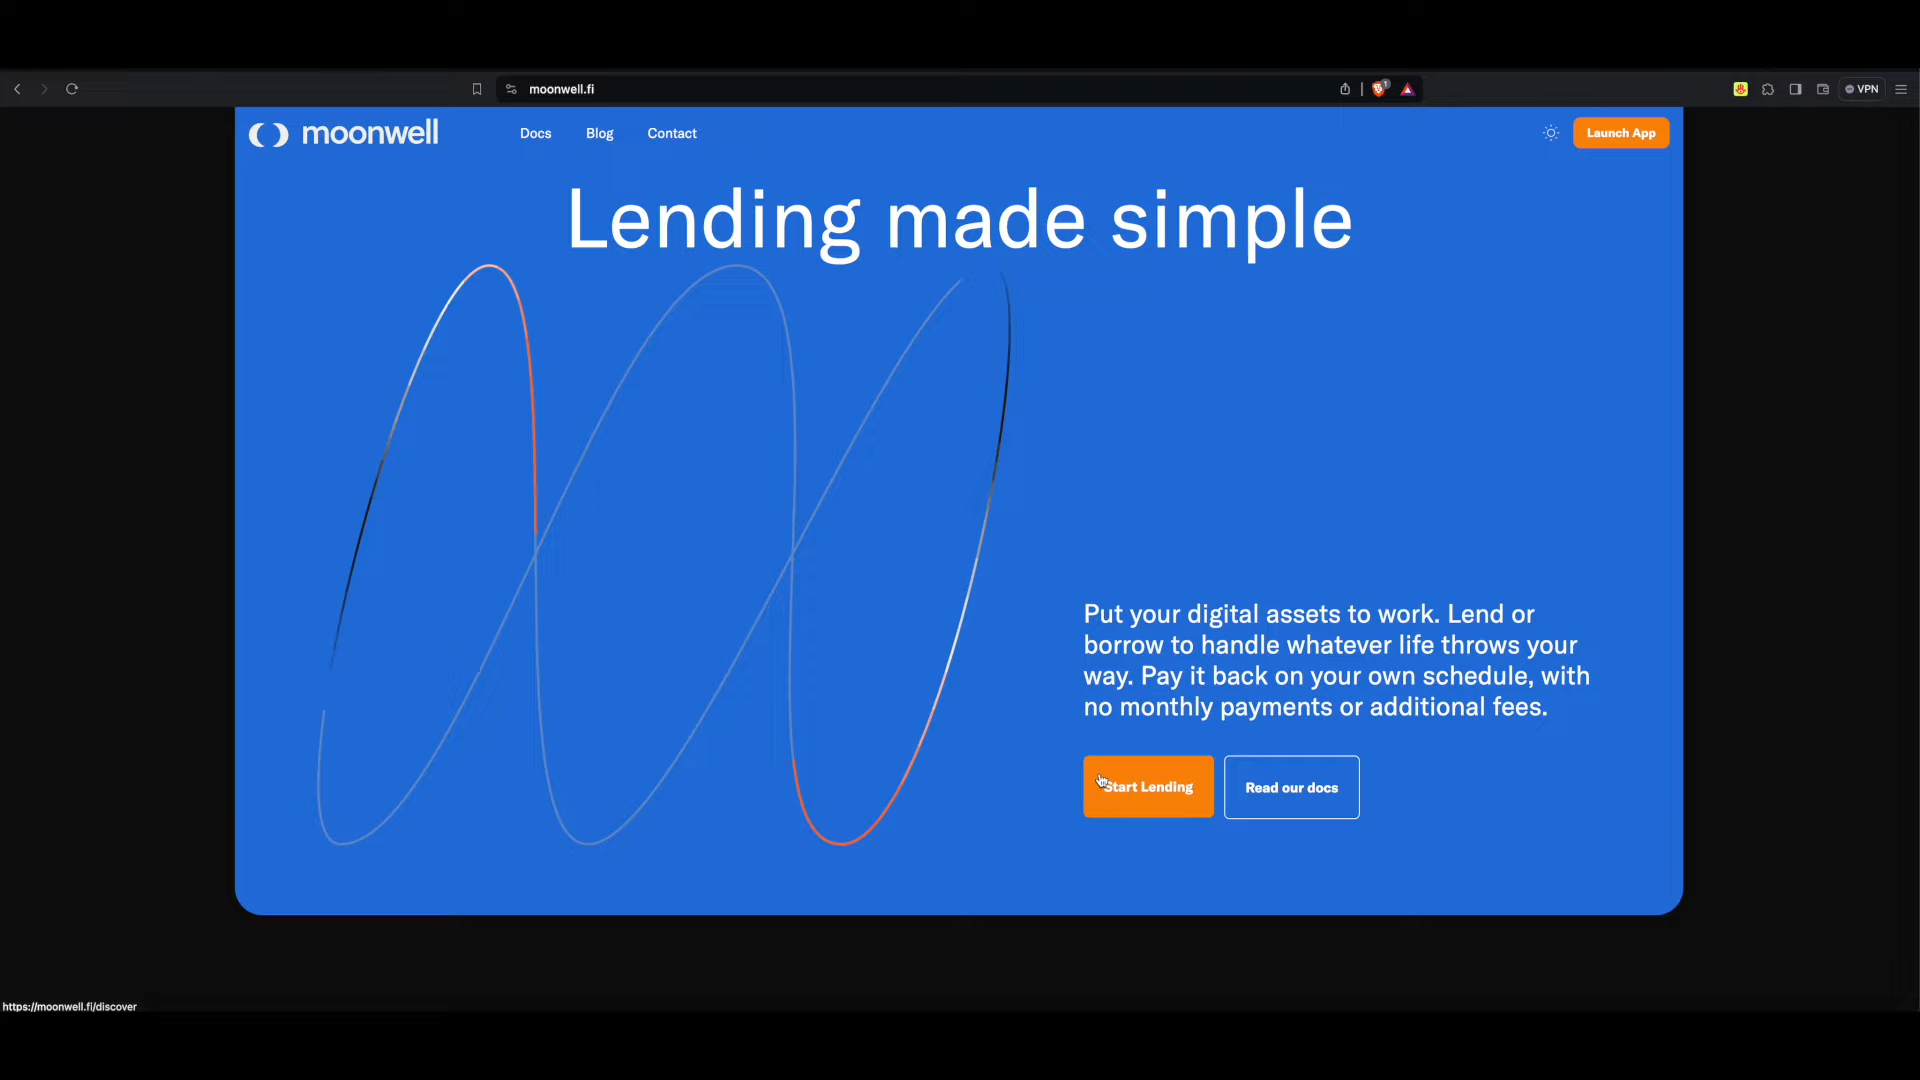 moonwell.fi
1
VPN
moonwell
Docs
Blog
Contact
Launch App
Lending made simple
Put your digital assets to work. Lend or
borrow to handle whatever life throws your
way. Pay it back on your own schedule, with
no monthly payments or additional fees.
Start Lending
Read our docs
https://moonwell.fi/discover